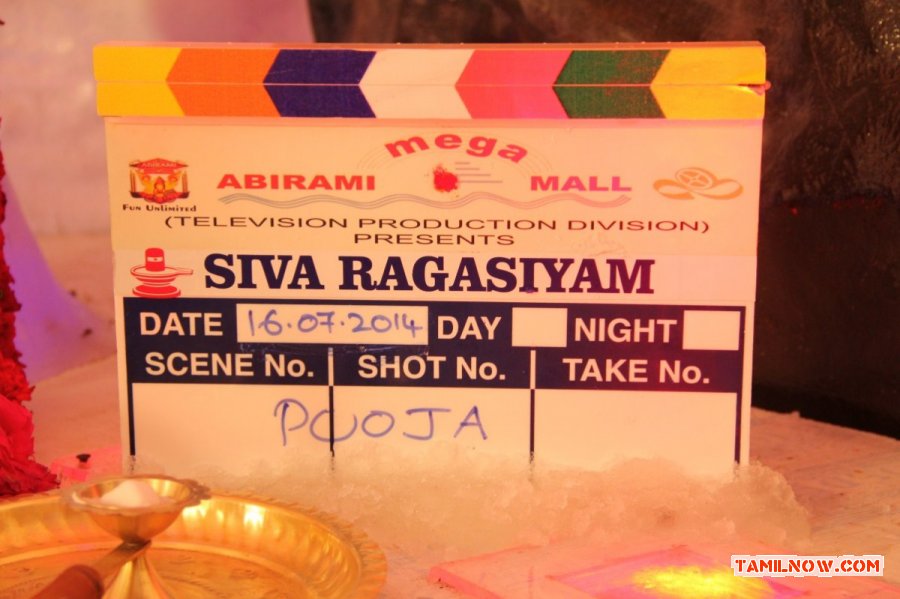 mega
ABIRAMI MALL
ABIRAMI
FUN UNLIMITED
(TELEVISION PRODUCTION DIVISION)
PRESENTS
SIVA RAGASIYAM
DATE 16.07.2014 DAY NIGHT
SCENE No. SHOT No. TAKE No.
POOJA
TAMILNOW.COM